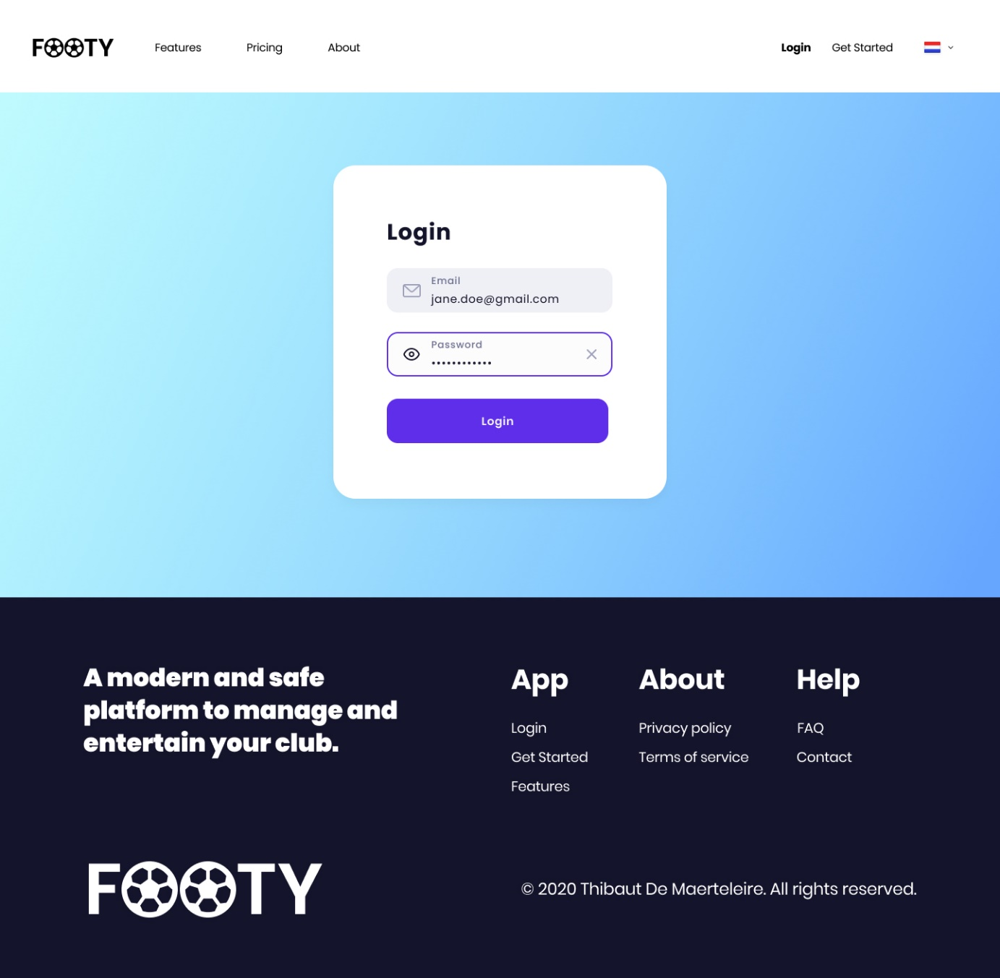 FOOTY
Features
Pricing
About
Login
Get Started
Login
Email
jane.doe@gmail.com
Password
••••••••••••
Login
A modern and safe
platform to manage and
entertain your club.
App
Login
Get Started
Features
About
Privacy policy
Terms of service
Help
FAQ
Contact
FOOTY
© 2020 Thibaut De Maerteleire. All rights reserved.